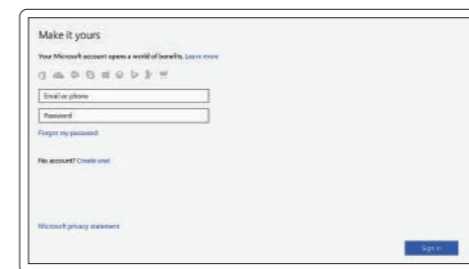 Make it yours
Your Microsoft account opens a world of benefits. Learn more
Email or phone
Password
Forgot my password
No account? Create one!
Microsoft privacy statement
Sign in